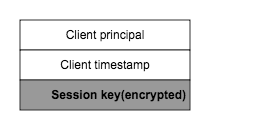 Client principal
Client timestamp
Session key(encrypted)